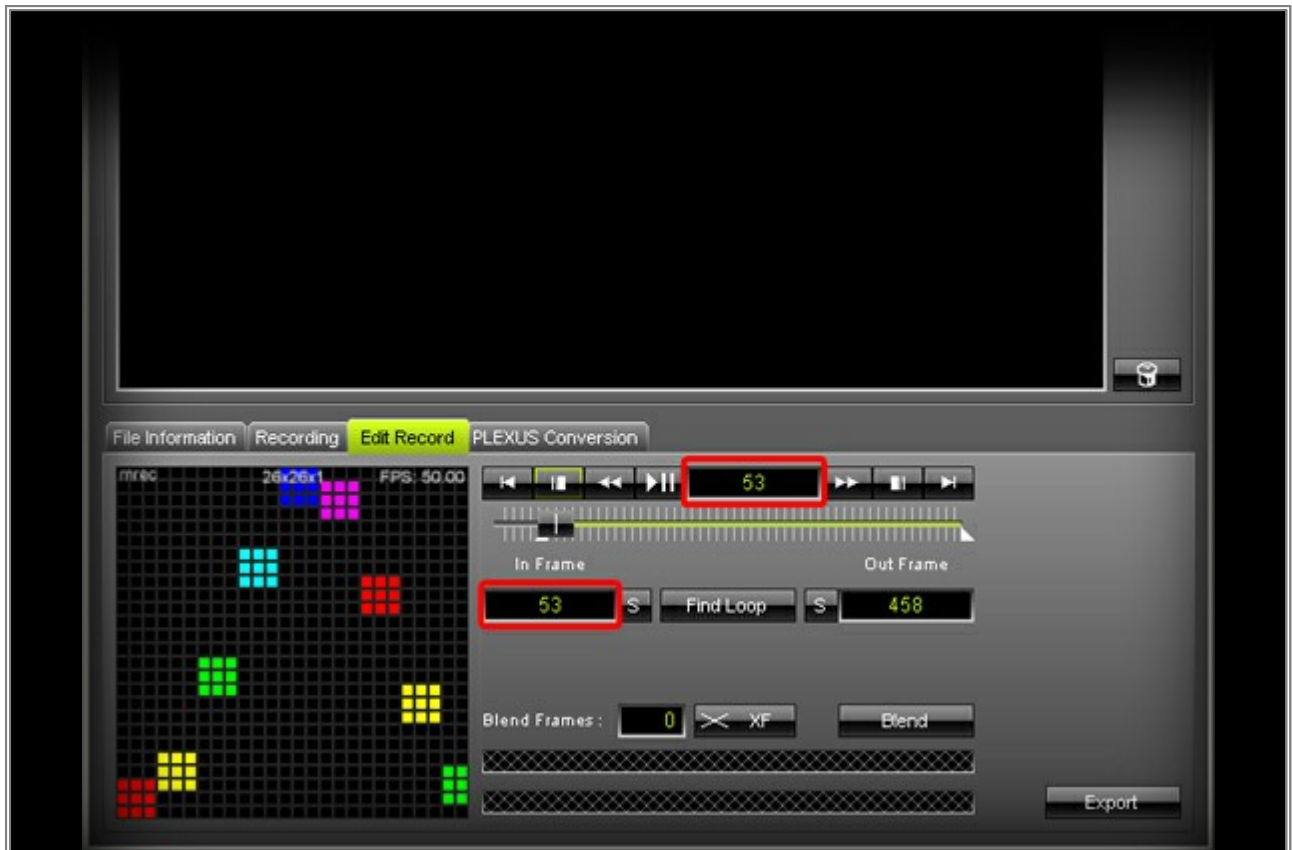 File Information Recording Edit Record PLEXUS Conversion
mrec 26x26x1 FPS: 50.00
53
In Frame Out Frame
53 S Find Loop S 458
Blend Frames: 0 XF Blend
Export